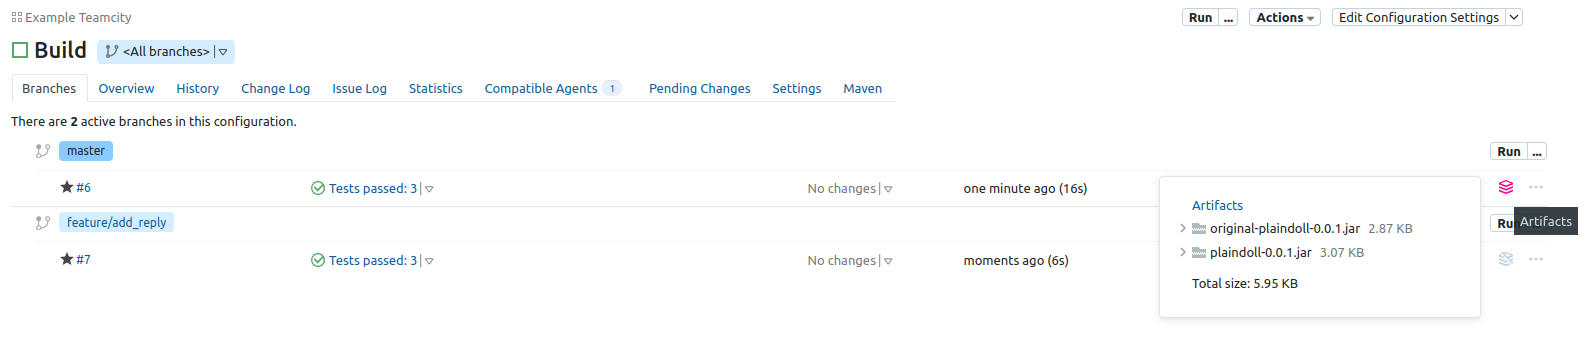 Example Teamcity Run ... Actions Edit Configuration Settings
Build <All branches>
Branches Overview History Change Log Issue Log Statistics Compatible Agents 1 Pending Changes Settings Maven
There are 2 active branches in this configuration.
master Run ...
#6 Tests passed: 3 No changes one minute ago (16s)
feature/add_reply Ru
#7 Tests passed: 3 No changes moments ago (6s)
Artifacts
original-plaindoll-0.0.1.jar 2.87 KB
plaindoll-0.0.1.jar 3.07 KB
Total size: 5.95 KB
Artifacts